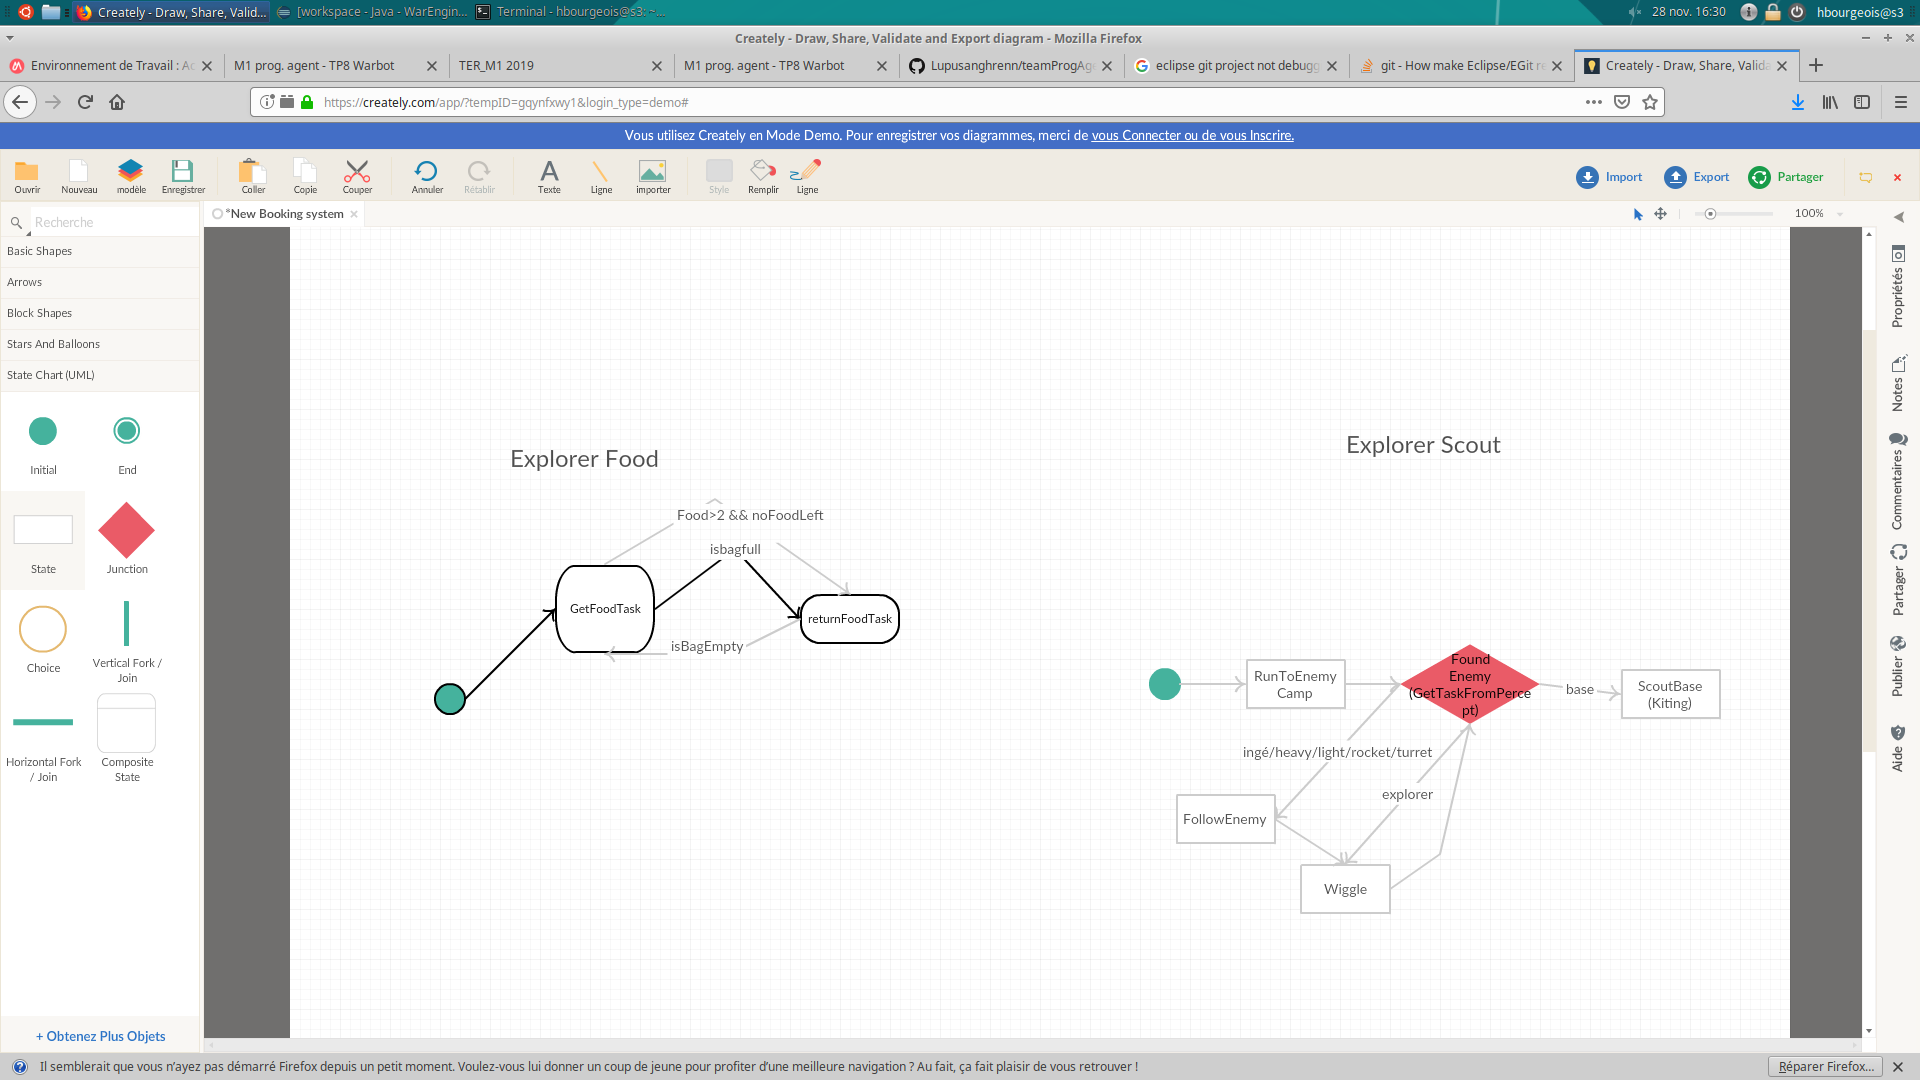 Creately - Draw, Share, Valid...
[workspace - Java - WarEngin...
Terminal - hbourgeois@s3: ~...
28 nov. 16:30
hbourgeois@s3
Creately - Draw, Share, Validate and Export diagram - Mozilla Firefox
Environnement de Travail : Ac
M1 prog. agent - TP8 Warbot
TER_M1 2019
M1 prog. agent - TP8 Warbot
Lupusanghrenn/teamProgAge
eclipse git project not debugg
git - How make Eclipse/EGit re
Creately - Draw, Share, Valida
https://creately.com/app/?tempID=gqynfxwy1&login_type=demo#
Vous utilisez Creately en Mode Demo. Pour enregistrer vos diagrammes, merci de vous Connecter ou de vous Inscrire.
Ouvrir
Nouveau
modèle
Enregistrer
Coller
Copie
Couper
Annuler
Rétablir
Texte
Ligne
importer
Style
Remplir
Ligne
Import
Export
Partager
Recherche
*New Booking system
100%
Basic Shapes
Arrows
Block Shapes
Stars And Balloons
State Chart (UML)
Initial
End
State
Junction
Choice
Vertical Fork /
Join
Horizontal Fork
/ Join
Composite
State
+ Obtenez Plus Objets
Explorer Food
Food>2 && noFoodLeft
isbagfull
GetFoodTask
returnFoodTask
isBagEmpty
Explorer Scout
RunToEnemy
Camp
Found
Enemy
(GetTaskFromPerce
pt)
base
ScoutBase
(Kiting)
ingé/heavy/light/rocket/turret
explorer
FollowEnemy
Wiggle
Propriétés
Notes
Commentaires
Partager
Publier
Aide
Il semblerait que vous n’ayez pas démarré Firefox depuis un petit moment. Voulez-vous lui donner un coup de jeune pour profiter d’une meilleure navigation ? Au fait, ça fait plaisir de vous retrouver !
Réparer Firefox...